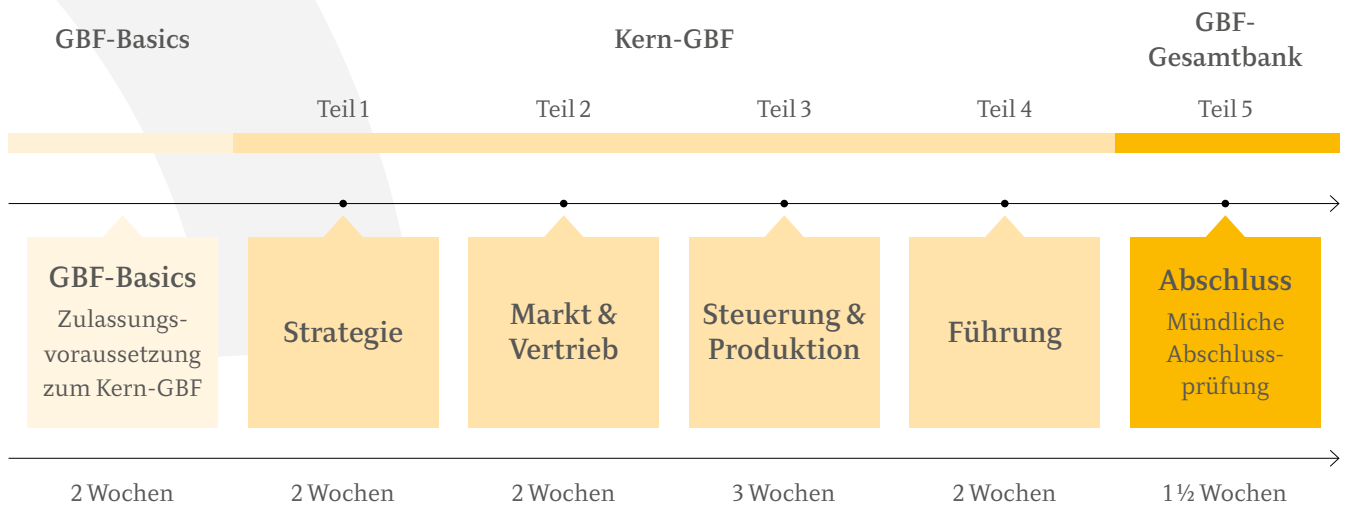 GBF-Basics
Kern-GBF
GBF-
Gesamtbank
Teil 1
Teil 2
Teil 3
Teil 4
Teil 5
GBF-Basics
Zulassungs-
voraussetzung
zum Kern-GBF
Strategie
Markt &
Vertrieb
Steuerung &
Produktion
Führung
Abschluss
Mündliche
Abschluss-
prüfung
2 Wochen
2 Wochen
2 Wochen
3 Wochen
2 Wochen
1 ½ Wochen